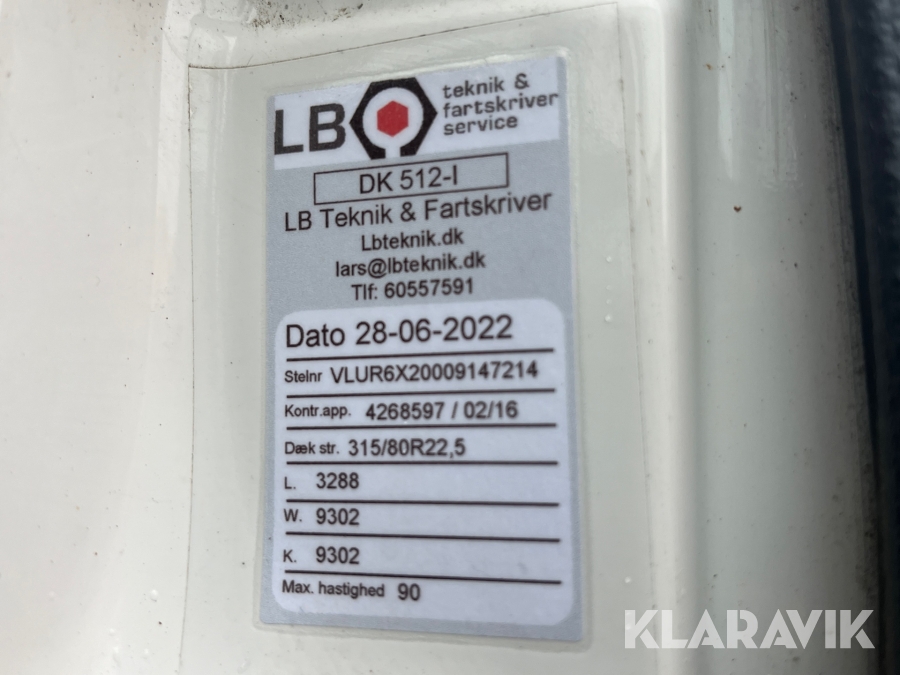 LB
teknik &
fartskriver
service
DK 512-I
LB Teknik & Fartskriver
Lbteknik.dk
lars@lbteknik.dk
Tlf: 60557591
Dato 28-06-2022
Stelnr VLUR6X20009147214
Kontr.app. 4268597 / 02/16
Dæk str. 315/80R22,5
L. 3288
W. 9302
K. 9302
Max. hastighed 90
KLARAVIK